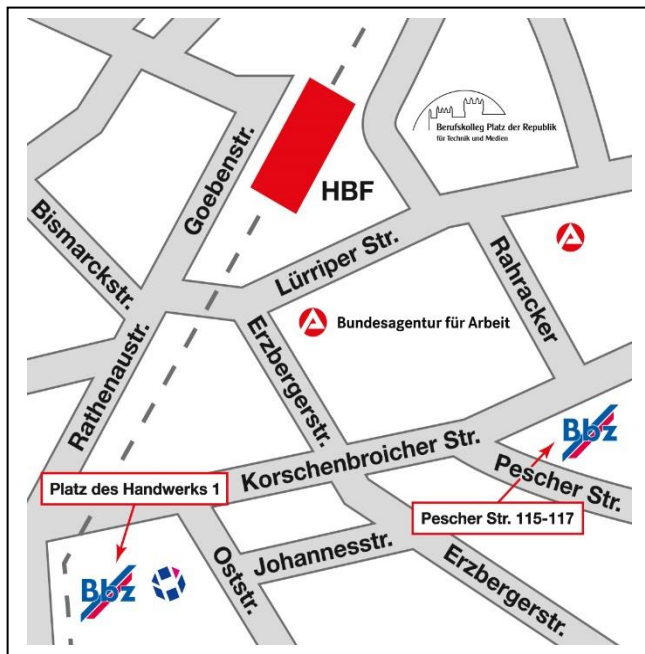 Berufskolleg Platz der Republik
für Technik und Medien
Goebenstr.
HBF
Bismarckstr.
Lürriper Str.
Rahracker
Bundesagentur für Arbeit
Erzbergerstr.
Rathenaustr.
Korschenbroicher Str.
Bbz
Pescher Str.
Platz des Handwerks 1
Pescher Str. 115-117
Oststr.
Johannesstr.
Erzbergerstr.
Bbz